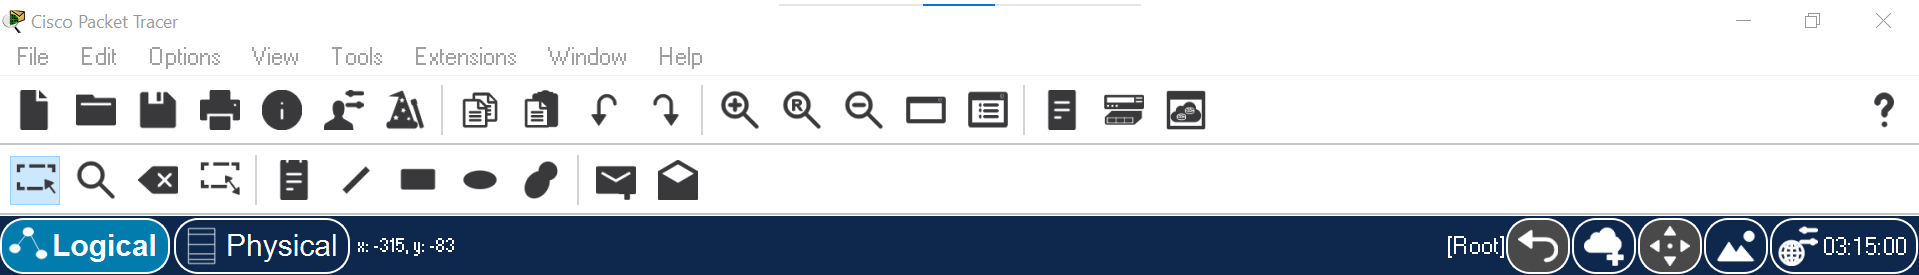 Cisco Packet Tracer
File Edit Options View Tools Extensions Window Help
R
?
Logical Physical x: -315, y: -83 [Root] 03:15:00